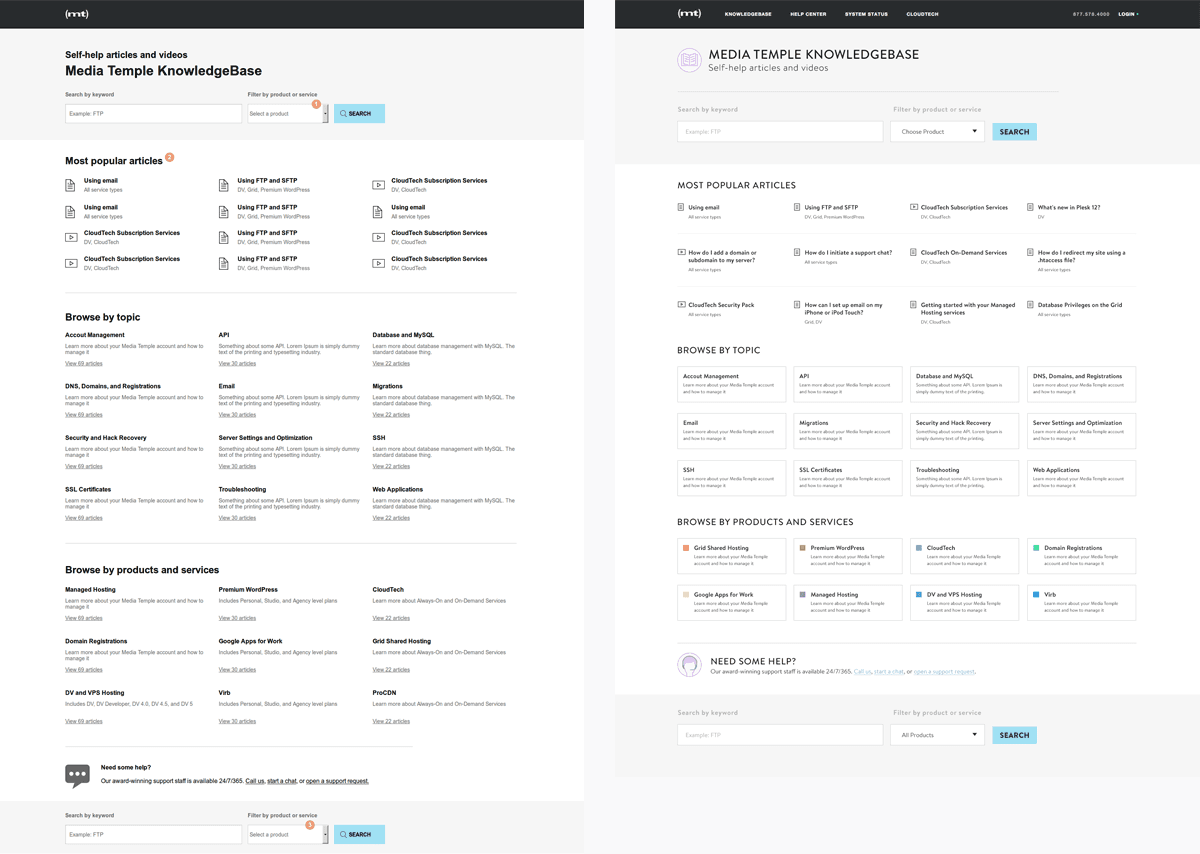 (mt)
Self-help articles and videos
Media Temple KnowledgeBase
Search by keyword
Filter by product or service
1
Example: FTP
Select a product
SEARCH
Most popular articles 2
Using email
All service types
Using FTP and SFTP
DV, Grid, Premium WordPress
CloudTech Subscription Services
DV, CloudTech
Using email
All service types
Using FTP and SFTP
DV, Grid, Premium WordPress
Using email
All service types
CloudTech Subscription Services
DV, CloudTech
Using FTP and SFTP
DV, Grid, Premium WordPress
CloudTech Subscription Services
DV, CloudTech
CloudTech Subscription Services
DV, CloudTech
Using FTP and SFTP
DV, Grid, Premium WordPress
CloudTech Subscription Services
DV, CloudTech
Browse by topic
Accout Management
Learn more about your Media Temple account and how to
manage it
View 69 articles
API
Something about some API. Lorem Ipsum is simply dummy
text of the printing and typesetting industry.
View 30 articles
Database and MySQL
Learn more about database management with MySQL. The
standard database thing.
View 22 articles
DNS, Domains, and Registrations
Learn more about your Media Temple account and how to
manage it
View 69 articles
Email
Something about some API. Lorem Ipsum is simply dummy
text of the printing and typesetting industry.
View 30 articles
Migrations
Learn more about database management with MySQL. The
standard database thing.
View 22 articles
Security and Hack Recovery
Learn more about your Media Temple account and how to
manage it
View 69 articles
Server Settings and Optimization
Something about some API. Lorem Ipsum is simply dummy
text of the printing and typesetting industry.
View 30 articles
SSH
Learn more about database management with MySQL. The
standard database thing.
View 22 articles
SSL Certificates
Learn more about your Media Temple account and how to
manage it
View 69 articles
Troubleshooting
Something about some API. Lorem Ipsum is simply dummy
text of the printing and typesetting industry.
View 30 articles
Web Applications
Learn more about database management with MySQL. The
standard database thing.
View 22 articles
Browse by products and services
Managed Hosting
Learn more about your Media Temple account and how to
manage it
View 69 articles
Premium WordPress
Includes Personal, Studio, and Agency level plans
View 30 articles
CloudTech
Learn more about Always-On and On-Demand Services
View 22 articles
Domain Registrations
Learn more about your Media Temple account and how to
manage it
View 69 articles
Google Apps for Work
Includes Personal, Studio, and Agency level plans
View 30 articles
Grid Shared Hosting
Learn more about Always-On and On-Demand Services
View 22 articles
DV and VPS Hosting
Includes DV, DV Developer, DV 4.0, DV 4.5, and DV 5
View 69 articles
Virb
Includes Personal, Studio, and Agency level plans
View 30 articles
ProCDN
Learn more about Always-On and On-Demand Services
View 22 articles
Need some help?
Our award-winning support staff is available 24/7/365. Call us, start a chat, or open a support request.
Search by keyword
Filter by product or service
3
Example: FTP
Select a product
SEARCH
(mt) KNOWLEDGEBASE HELP CENTER SYSTEM STATUS CLOUDTECH 877.578.4000 LOGIN
MEDIA TEMPLE KNOWLEDGEBASE
Self-help articles and videos
Search by keyword
Filter by product or service
Example: FTP
Choose Product
SEARCH
MOST POPULAR ARTICLES
Using email
All service types
Using FTP and SFTP
DV, Grid, Premium WordPress
CloudTech Subscription Services
DV, CloudTech
What's new in Plesk 12?
DV
How do I add a domain or
subdomain to my server?
All service types
How do I initiate a support chat?
All service types
CloudTech On-Demand Services
DV, CloudTech
How do I redirect my site using a
.htaccess file?
All service types
CloudTech Security Pack
All service types
How can I set up email on my
iPhone or iPod Touch?
Grid, DV
Getting started with your Managed
Hosting services
DV, CloudTech
Database Privileges on the Grid
All service types
BROWSE BY TOPIC
Accout Management
Learn more about your Media Temple account
and how to manage it
API
Learn more about your Media Temple account
and how to manage it
Database and MySQL
Something about some API. Lorem Ipsum is
simply dummy text of the printing.
DNS, Domains, and Registrations
Learn more about your Media Temple account
and how to manage it
Email
Learn more about your Media Temple account
and how to manage it
Migrations
Learn more about your Media Temple account
and how to manage it
Security and Hack Recovery
Something about some API. Lorem Ipsum is
simply dummy text of the printing.
Server Settings and Optimization
Learn more about your Media Temple account
and how to manage it
SSH
Learn more about your Media Temple account
and how to manage it
SSL Certificates
Learn more about your Media Temple account
and how to manage it
Troubleshooting
Something about some API. Lorem Ipsum is
simply dummy text of the printing.
Web Applications
Learn more about your Media Temple account
and how to manage it
BROWSE BY PRODUCTS AND SERVICES
Grid Shared Hosting
Learn more about your Media Temple
account and how to manage it
Premium WordPress
Learn more about your Media Temple
account and how to manage it
CloudTech
Learn more about your Media Temple
account and how to manage it
Domain Registrations
Learn more about your Media Temple
account and how to manage it
Google Apps for Work
Learn more about your Media Temple
account and how to manage it
Managed Hosting
Learn more about your Media Temple
account and how to manage it
DV and VPS Hosting
Learn more about your Media Temple
account and how to manage it
Virb
Learn more about your Media Temple
account and how to manage it
NEED SOME HELP?
Our award-winning support staff is available 24/7/365. Call us, start a chat, or open a support request.
Search by keyword
Filter by product or service
Example: FTP
All Products
SEARCH